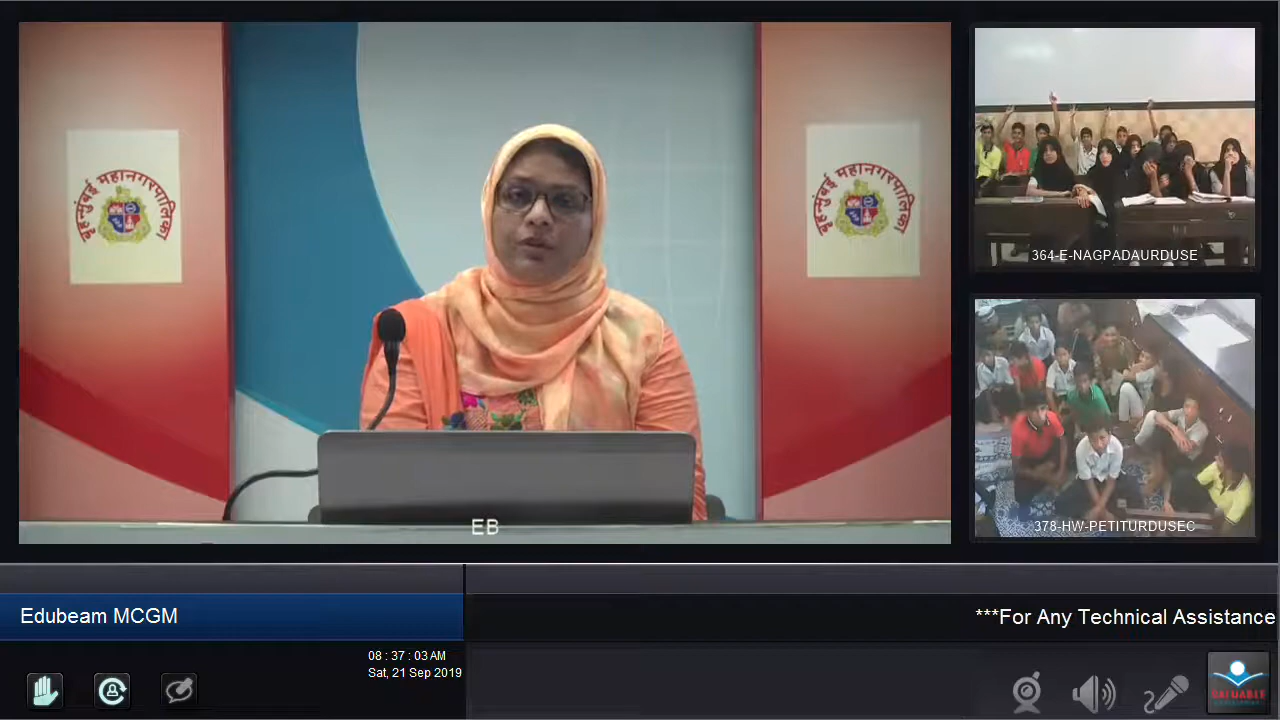 बृहन्मुंबई महानगरपालिका
बृहन्मुंबई महानगरपालिका
364-E-NAGPADAURDUSE
378-HW-PETITURDUSEC
EB
Edubeam MCGM
***For Any Technical Assistance
08 : 37 : 03 AM
Sat, 21 Sep 2019
VALUABLE